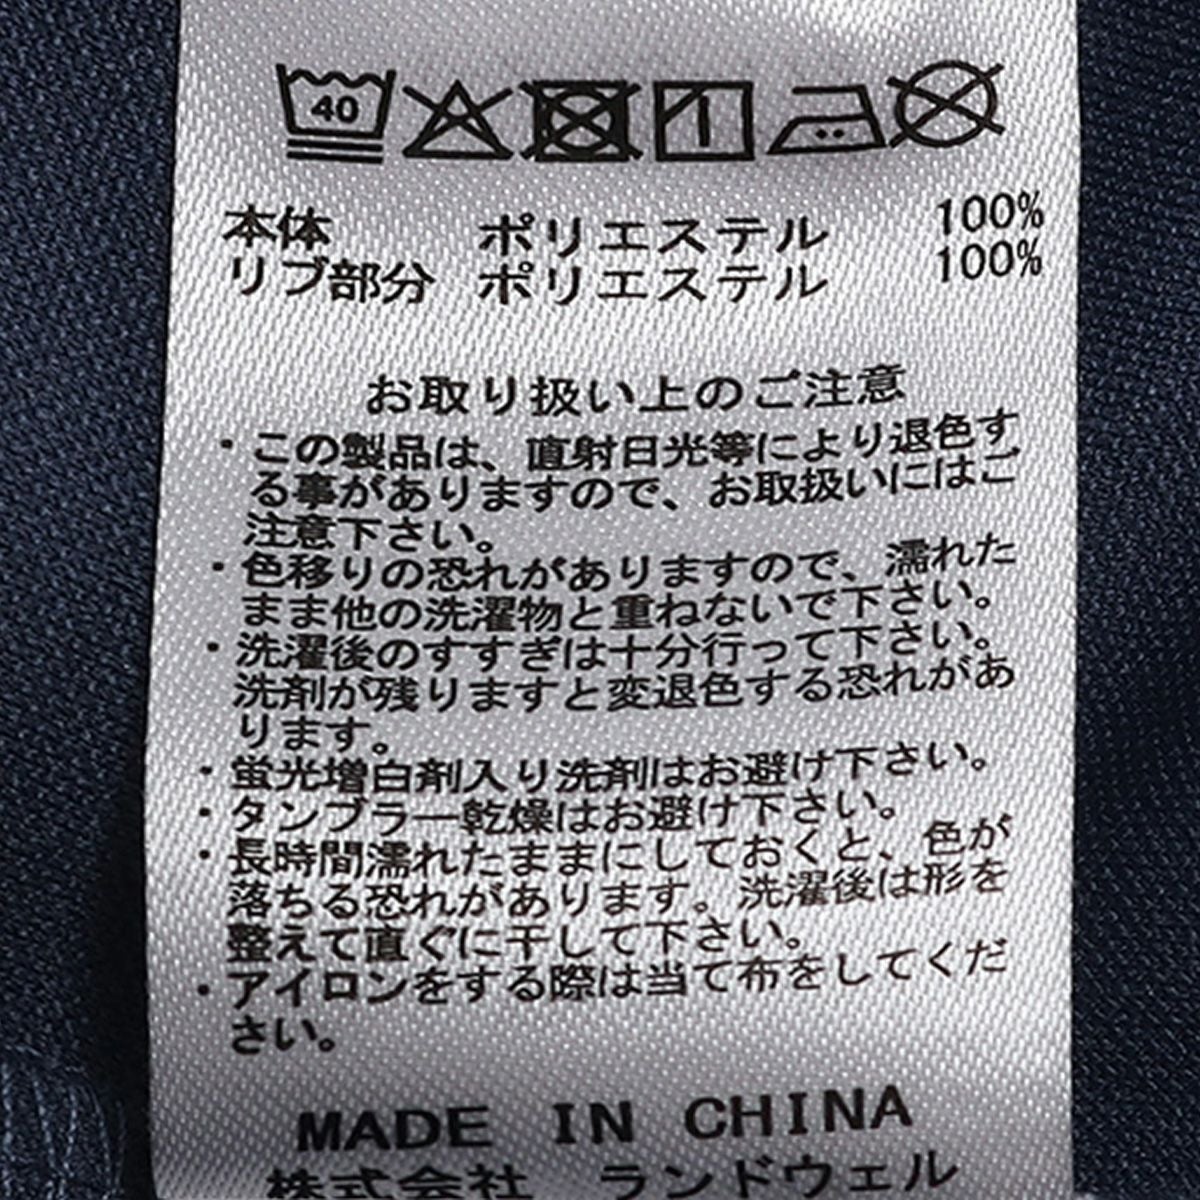 40
本体 ポリエステル 100%
リブ部分 ポリエステル 100%
お取り扱い上のご注意
・この製品は、直射日光等により退色す
る事がありますので、お取扱いにはご
注意下さい。
・色移りの恐れがありますので、濡れた
まま他の洗濯物と重ねないで下さい。
・洗濯後のすすぎは十分行って下さい。
洗剤が残りますと変退色する恐れがあ
ります。
・蛍光増白剤入り洗剤はお避け下さい。
・タンブラー乾燥はお避け下さい。
・長時間濡れたままにしておくと、色が
落ちる恐れがあります。洗濯後は形を
整えて直ぐに干して下さい。
・アイロンをする際は当て布をしてくだ
さい。
MADE IN CHINA
株式会社 ランドウェル